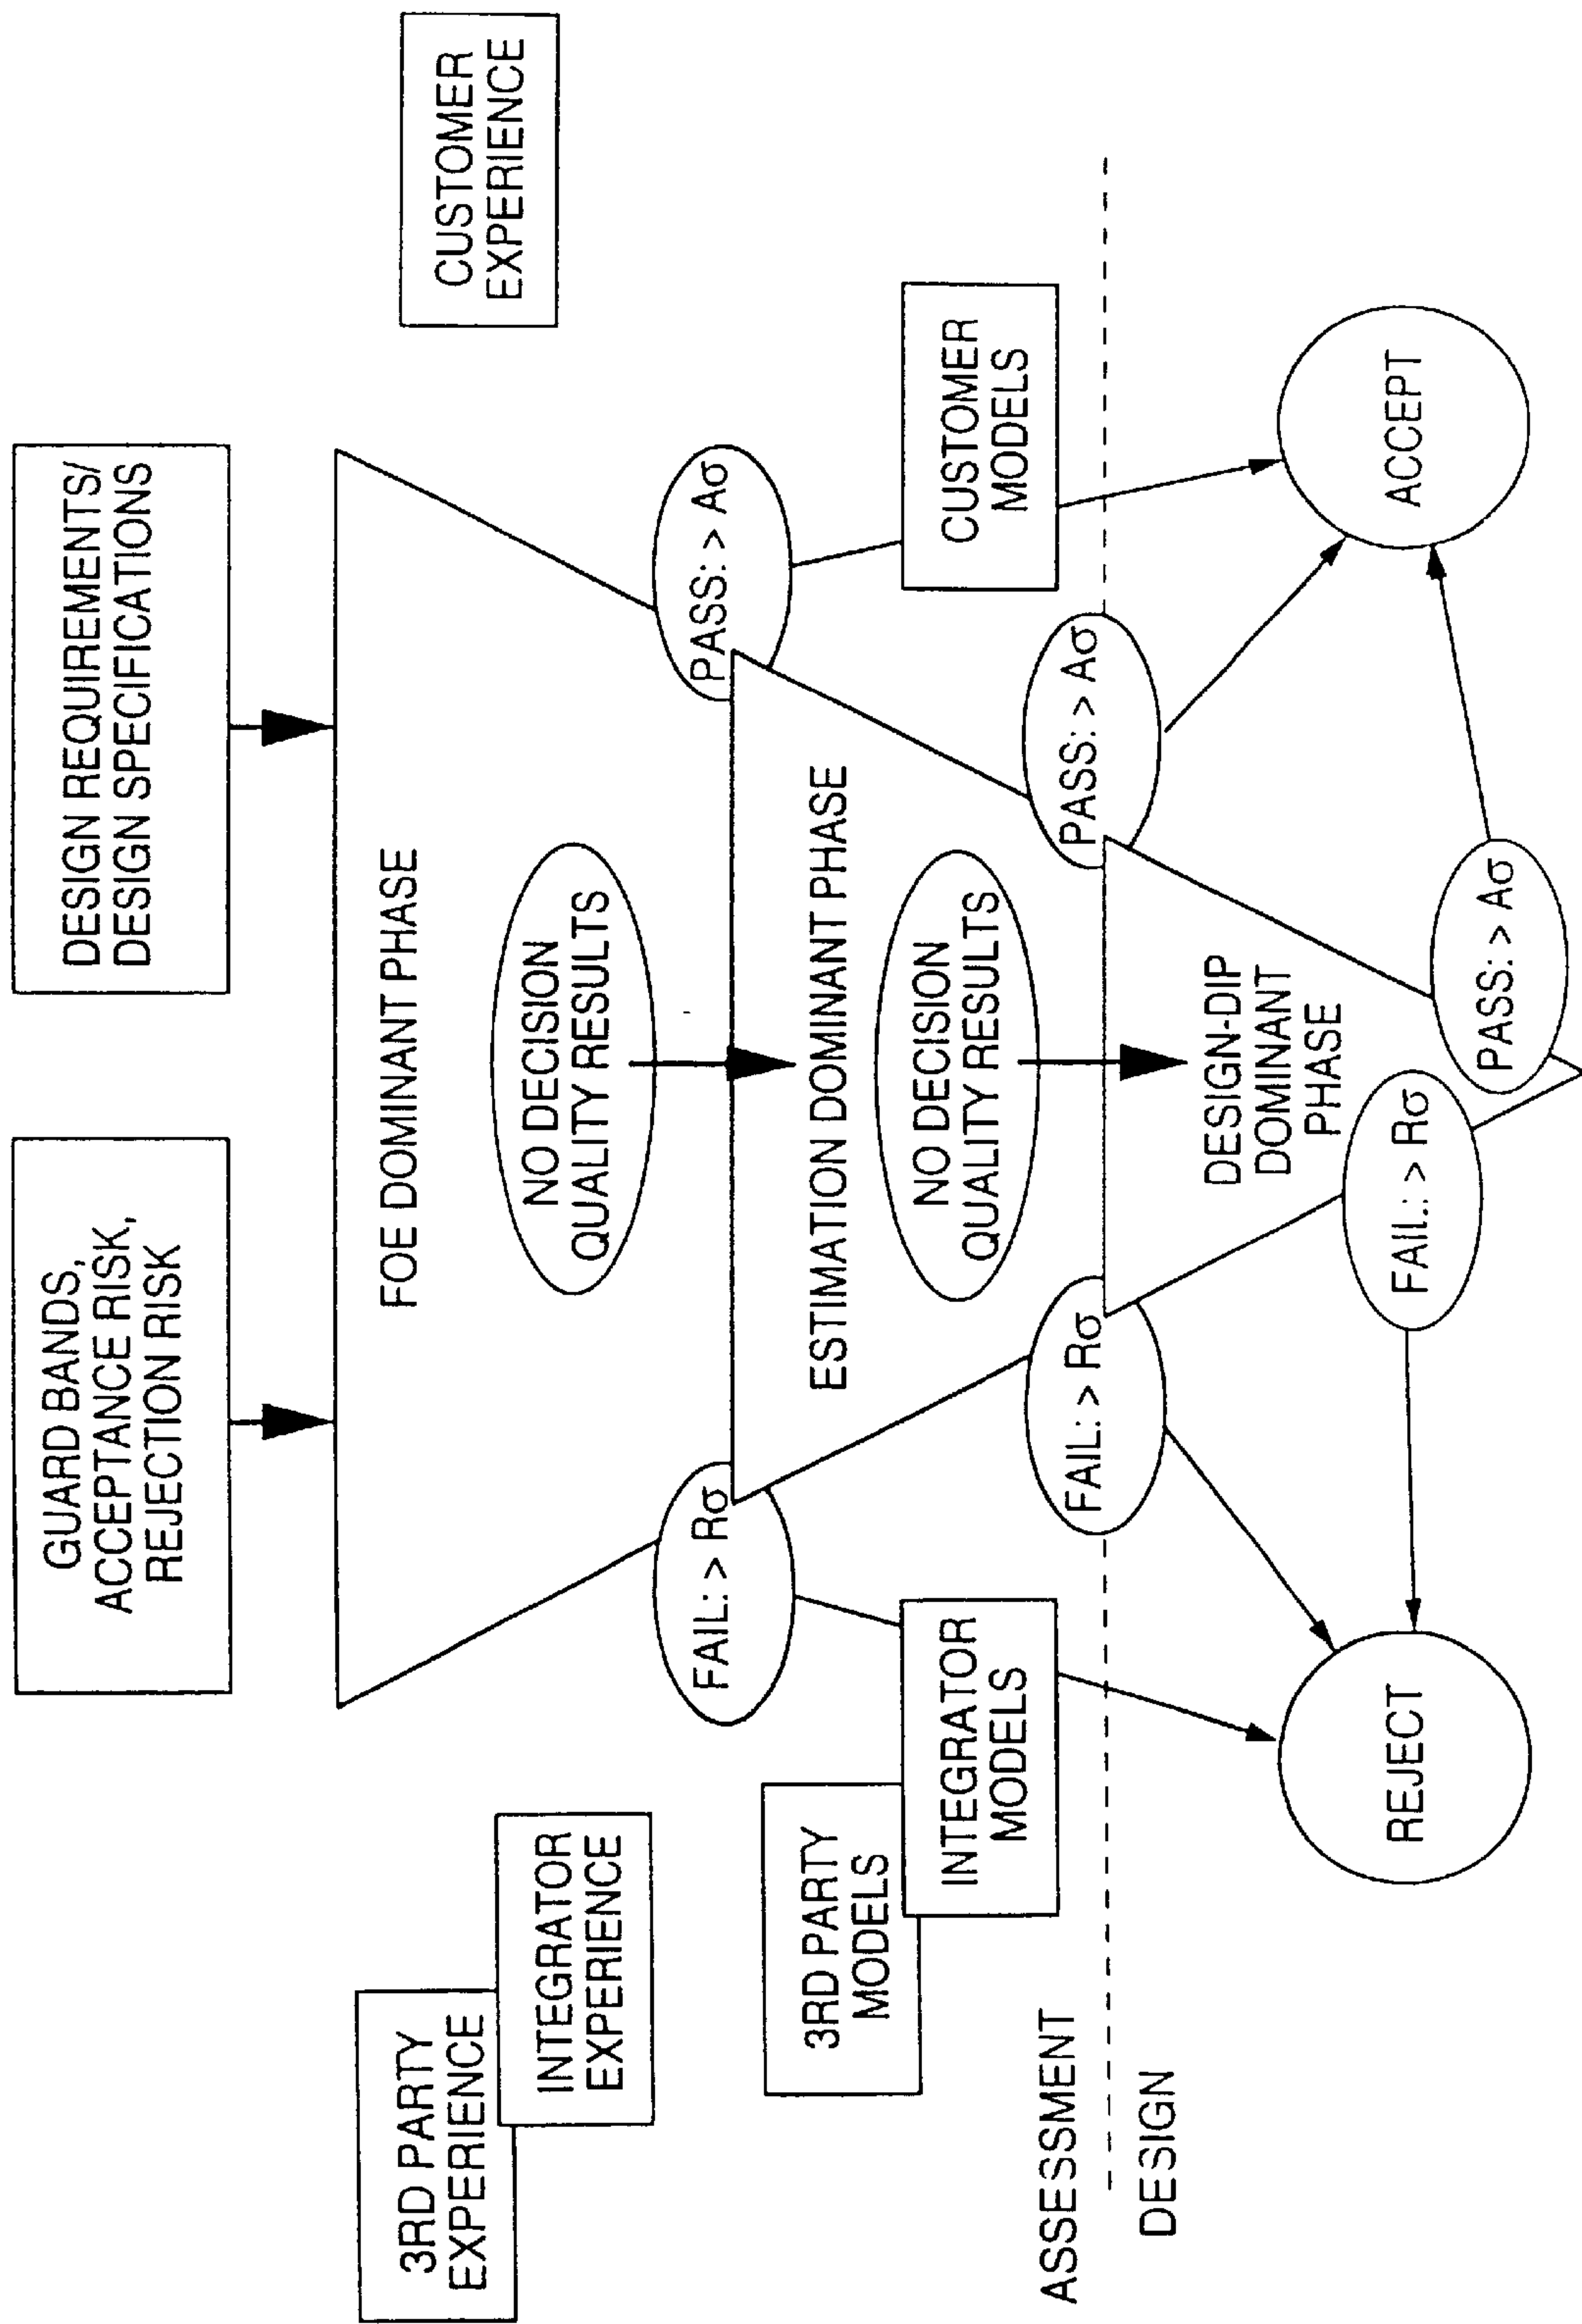 GUARD BANDS,
ACCEPTANCE RISK,
REJECTION RISK
DESIGN REQUIREMENTS/
DESIGN SPECIFICATIONS
FOE DOMINANT PHASE
3RD PARTY
EXPERIENCE
INTEGRATOR
EXPERIENCE
CUSTOMER
EXPERIENCE
NO DECISION
QUALITY RESULTS
FAIL: > Rσ
PASS: > Aσ
ESTIMATION DOMINANT PHASE
3RD PARTY
MODELS
INTEGRATOR
MODELS
CUSTOMER
MODELS
NO DECISION
QUALITY RESULTS
FAIL: > Rσ
PASS: > Aσ
ASSESSMENT
DESIGN
DESIGN-DIP
DOMINANT
PHASE
FAIL: > Rσ
PASS: > Aσ
REJECT
ACCEPT